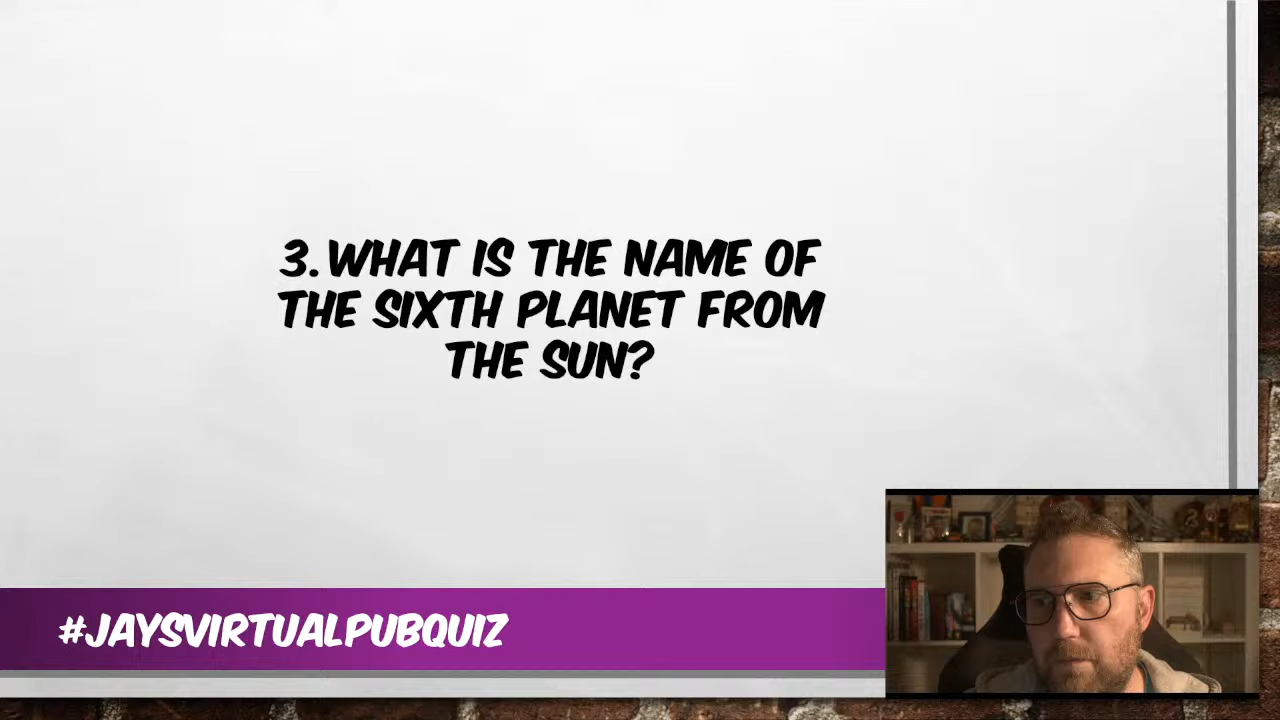 3. WHAT IS THE NAME OF
THE SIXTH PLANET FROM
THE SUN?
#JAYSVIRTUALPUBQUIZ